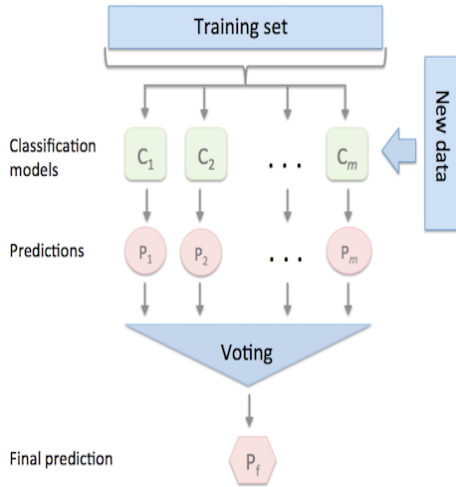 Training set
New data
Classification
models
C1 C2 ... Cm
Predictions
P1 P2 ... Pm
Voting
Final prediction
Pf